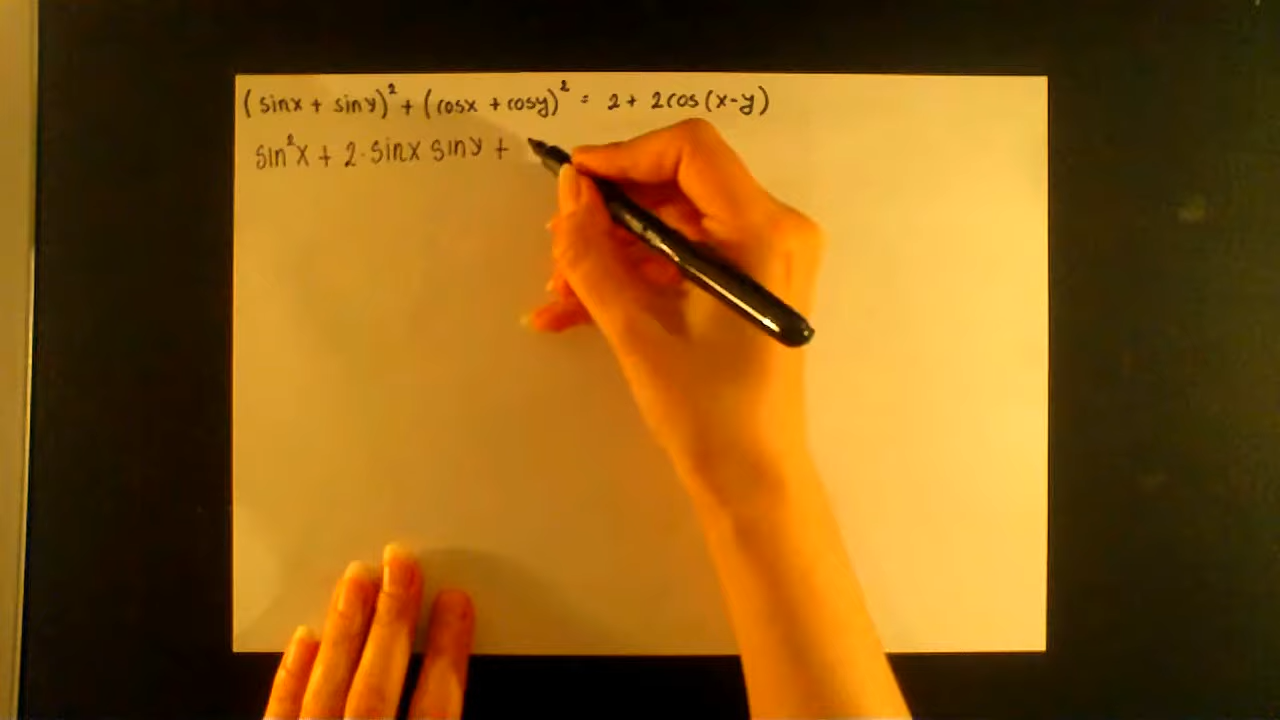 (sinx + siny)² + (cosx + cosy)² = 2 + 2cos(x-y)
sin²x + 2·sinx siny +